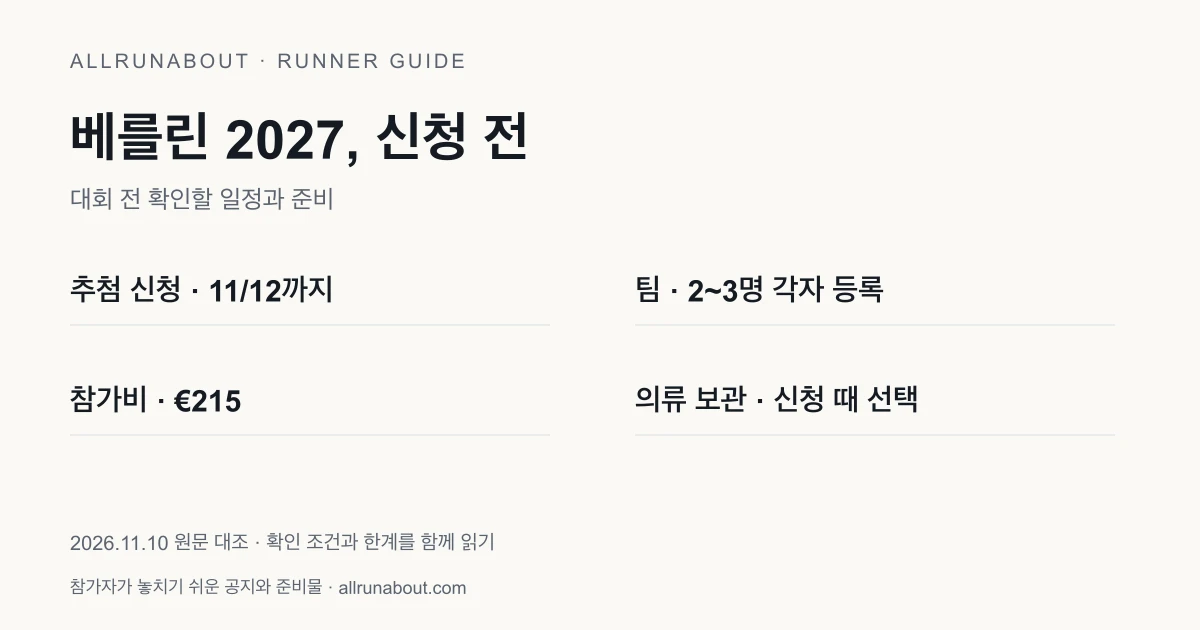 ALLRUNABOUT · RUNNER GUIDE
베를린 2027, 신청 전
대회 전 확인할 일정과 준비
추첨 신청 · 11/12까지
팀 · 2~3명 각자 등록
참가비 · €215
의류 보관 · 신청 때 선택
2026.11.10 원문 대조 · 확인 조건과 한계를 함께 읽기
참가자가 놓치기 쉬운 공지와 준비물 · allrunabout.com